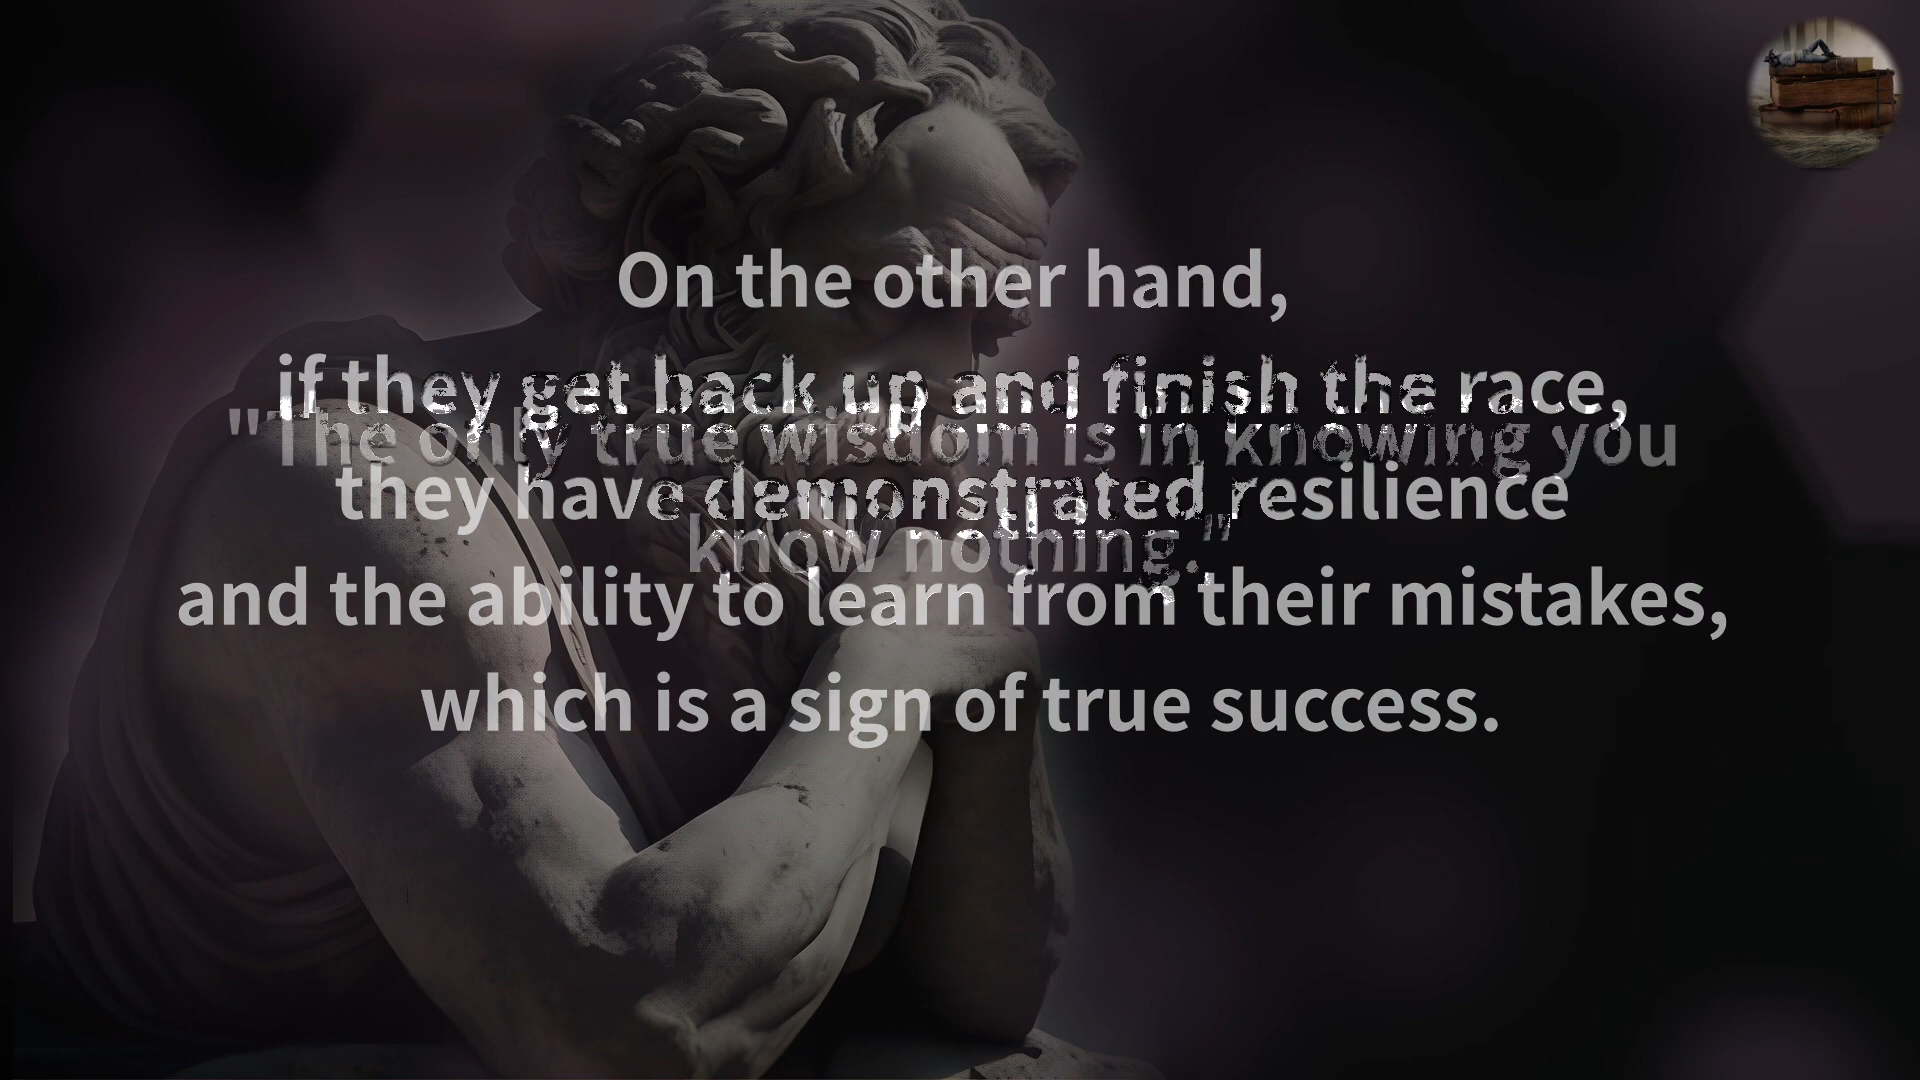 On the other hand,
if they get back up and finish the race,
"The only true wisdom is in knowing you
they have demonstrated resilience
know nothing."
and the ability to learn from their mistakes,
which is a sign of true success.